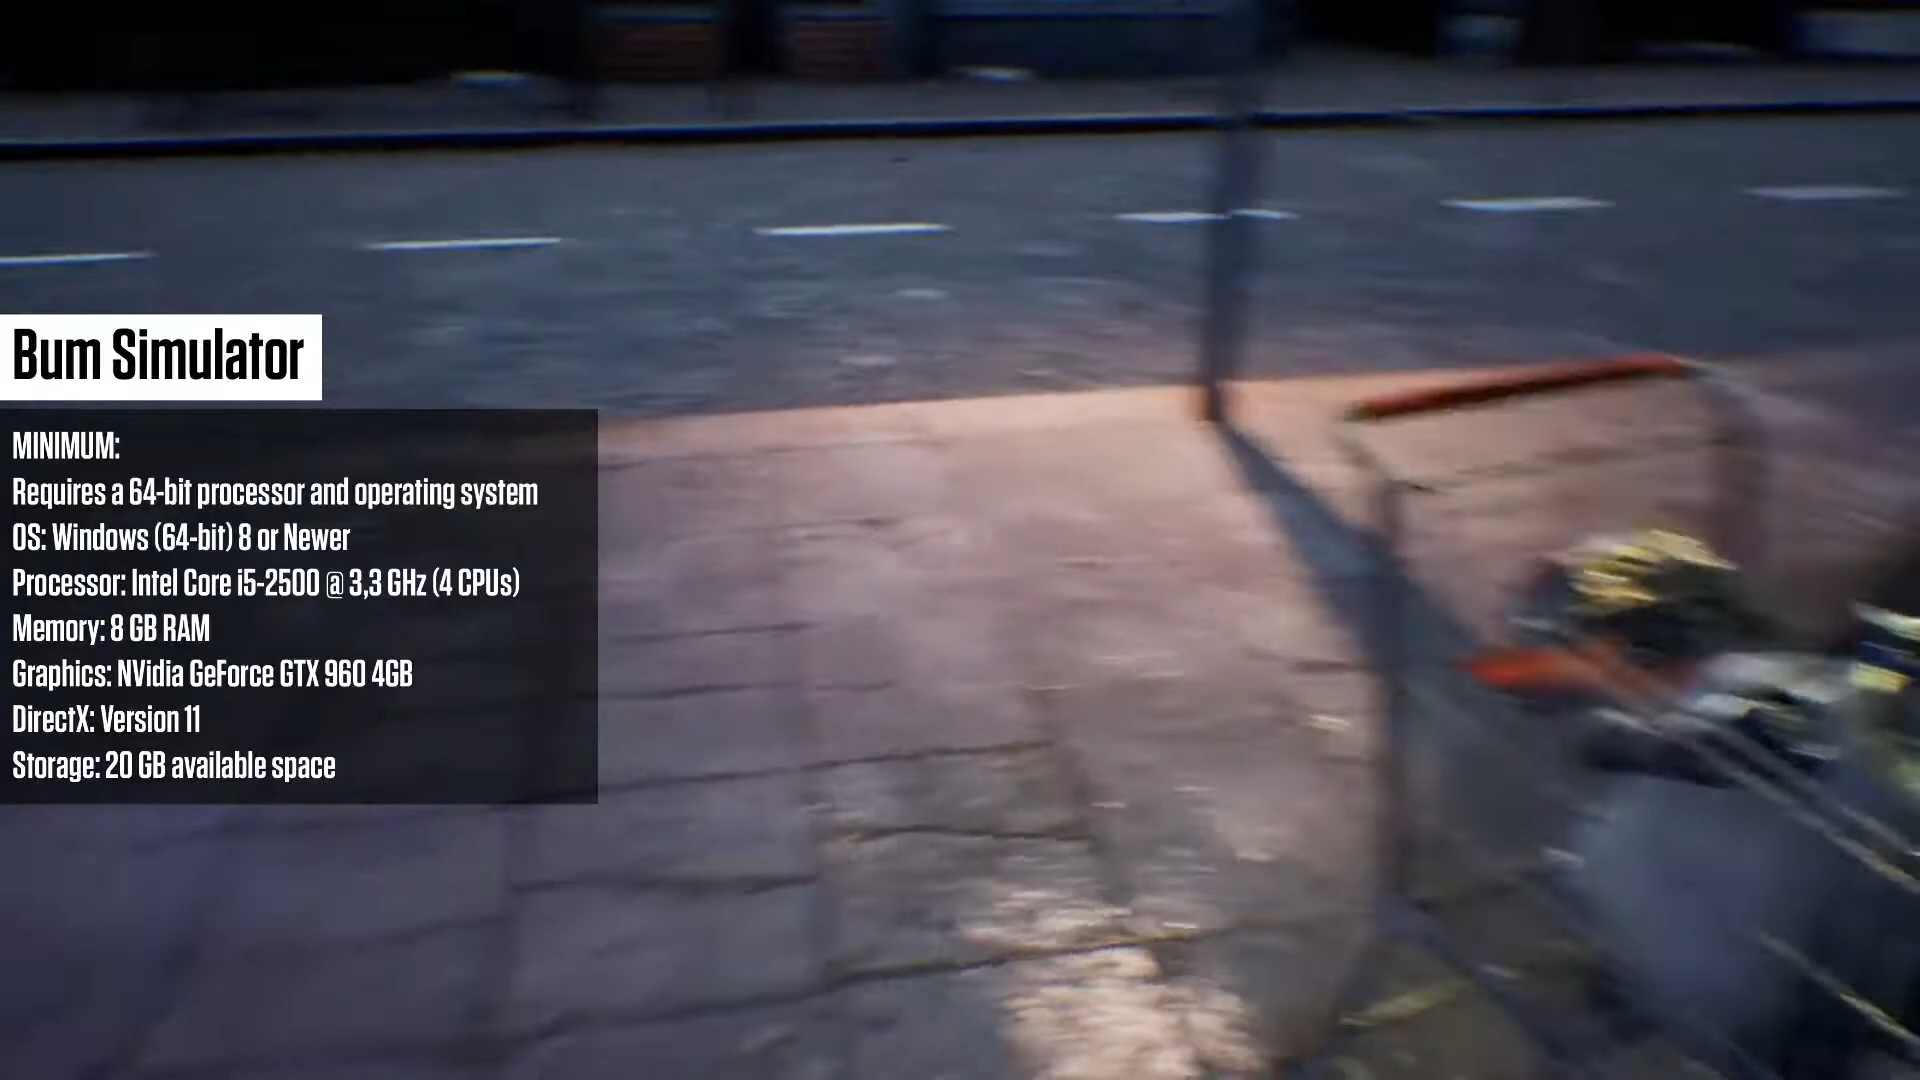 Bum Simulator
MINIMUM:
Requires a 64-bit processor and operating system
OS: Windows (64-bit) 8 or Newer
Processor: Intel Core i5-2500 @ 3,3 GHz (4 CPUs)
Memory: 8 GB RAM
Graphics: NVidia GeForce GTX 960 4GB
DirectX: Version 11
Storage: 20 GB available space